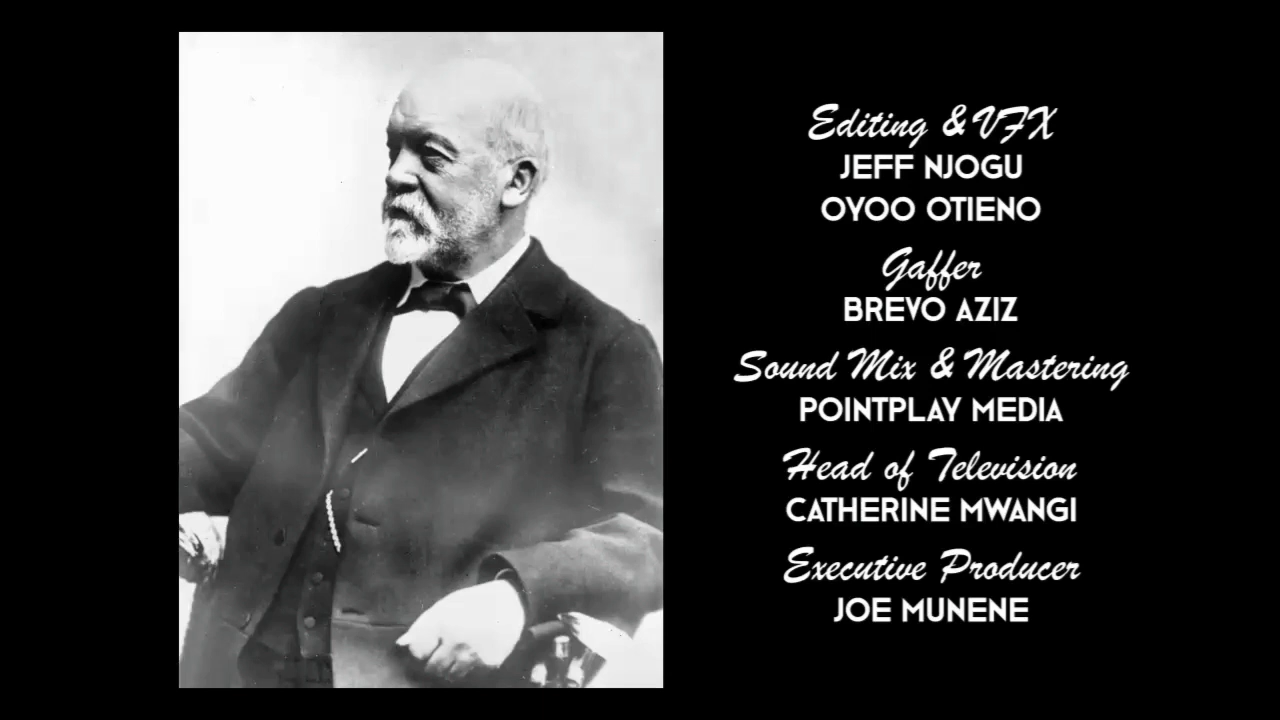 Editing & VFX
JEFF NJOGU
OYOO OTIENO
Gaffer
BREVO AZIZ
Sound Mix & Mastering
POINTPLAY MEDIA
Head of Television
CATHERINE MWANGI
Executive Producer
JOE MUNENE